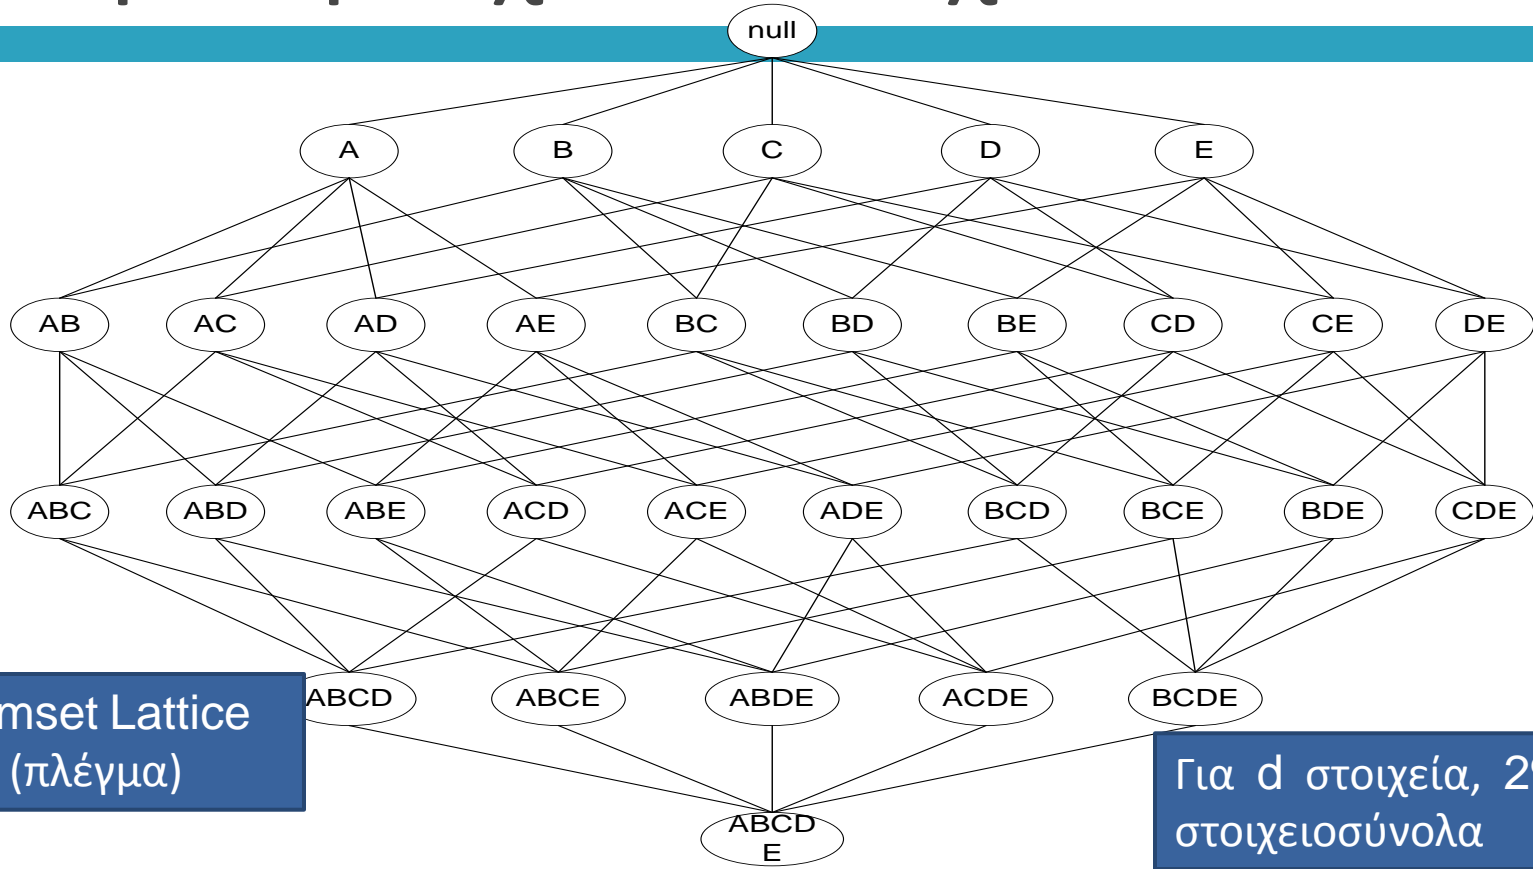 null
A B C D E
AB AC AD AE BC BD BE CD CE DE
ABC ABD ABE ACD ACE ADE BCD BCE BDE CDE
ABCD ABCE ABDE ACDE BCDE
mset Lattice
(πλέγμα)
Για d στοιχεία,
στοιχειοσύνολα
ABCD
E